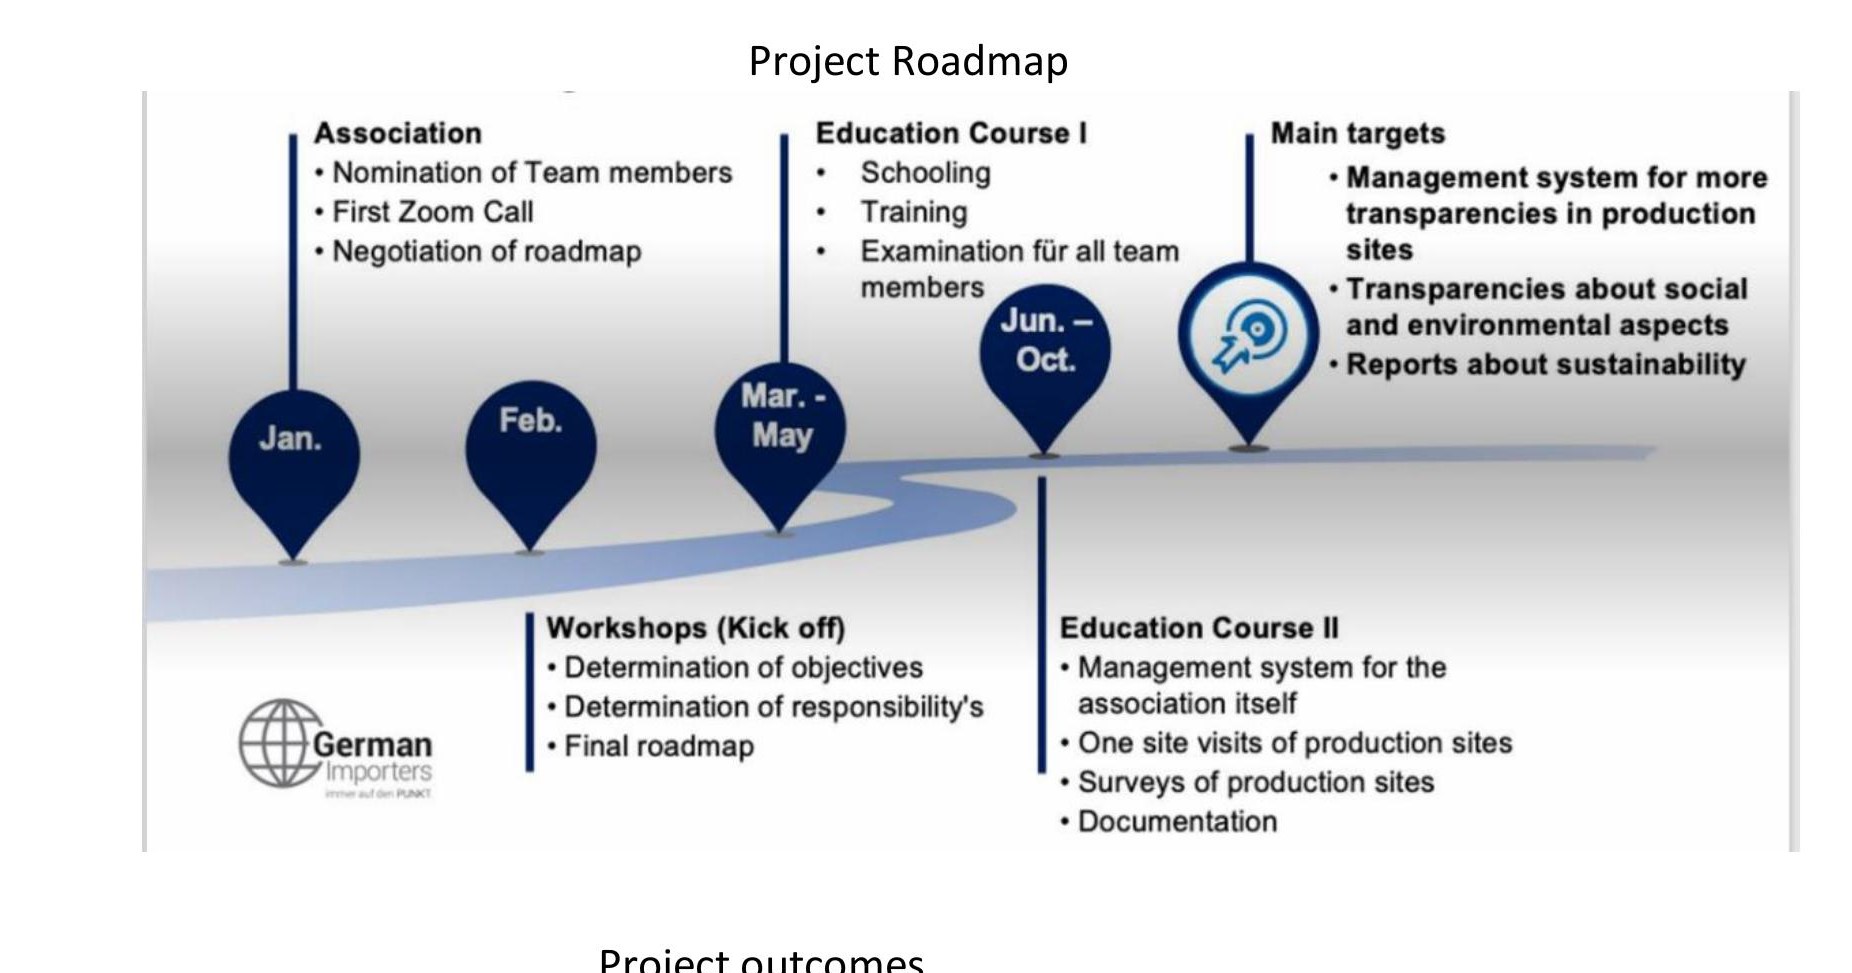 Project Roadmap
Association
• Nomination of Team members
• First Zoom Call
• Negotiation of roadmap
Education Course I
• Schooling
• Training
• Examination für all team
members
Main targets
• Management system for more
transparencies in production
sites
• Transparencies about social
and environmental aspects
• Reports about sustainability
Jan.
Feb.
Mar. -
May
Jun. –
Oct.
Workshops (Kick off)
• Determination of objectives
• Determination of responsibility's
• Final roadmap
Education Course II
• Management system for the
association itself
• One site visits of production sites
• Surveys of production sites
• Documentation
German
Importers
immer auf den PUNKT
Project outcomes